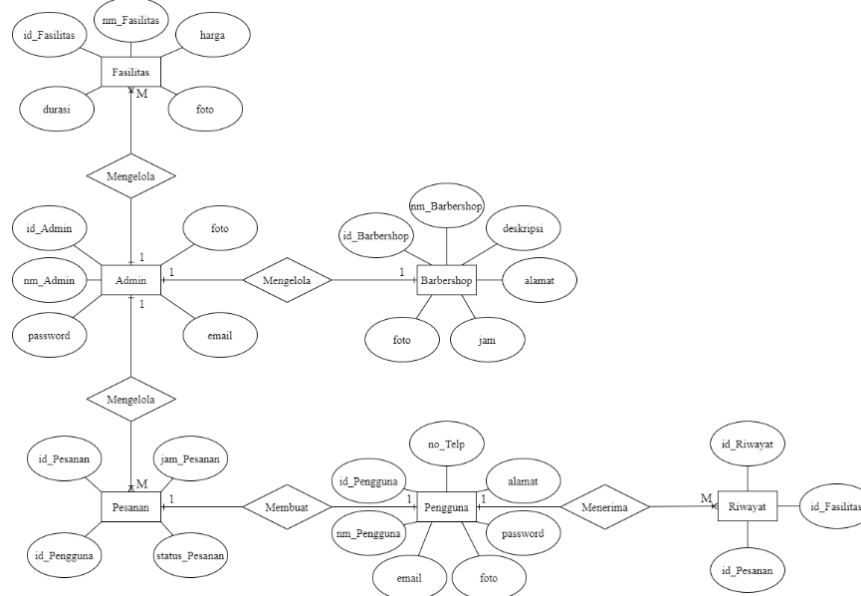 nm_Fasilitas
id_Fasilitas
harga
Fasilitas
M
durasi
foto
Mengelola
nm_Barbershop
id_Admin
foto
id_Barbershop
deskripsi
1
nm_Admin
Admin
1
Mengelola
1
Barbershop
alamat
1
password
email
foto
jam
Mengelola
no_Telp
id_Riwayat
id_Pesanan
jam_Pesanan
id_Pengguna
alamat
M
1
1
1
M
Pesanan
Membuat
Pengguna
Menerima
Riwayat
id_Fasilitas
nm_Pengguna
password
id_Pengguna
status_Pesanan
email
foto
id_Pesanan